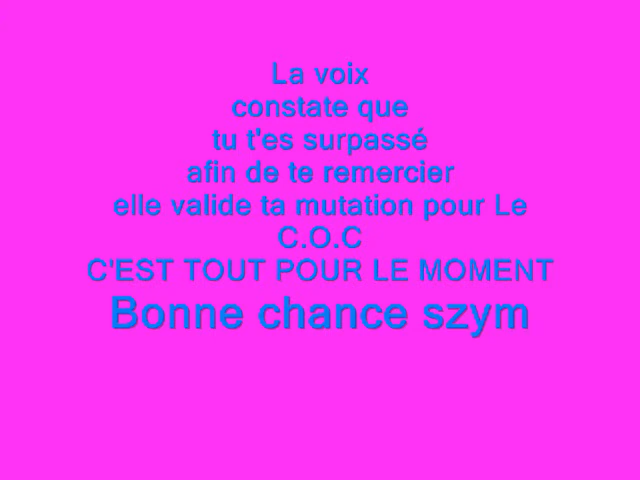 La voix
constate que
tu t'es surpassé
afin de te remercier
elle valide ta mutation pour Le
C.O.C
C'EST TOUT POUR LE MOMENT
Bonne chance szym